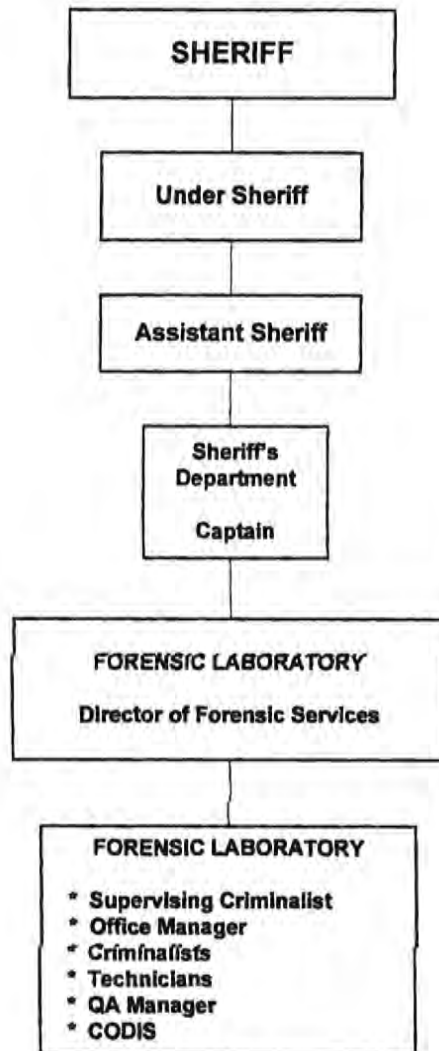 SHERIFF
Under Sheriff
Assistant Sheriff
Sheriff's
Department
Captain
FORENSIC LABORATORY
Director of Forensic Services
FORENSIC LABORATORY
* Supervising Criminalist
* Office Manager
* Criminalists
* Technicians
* QA Manager
* CODIS